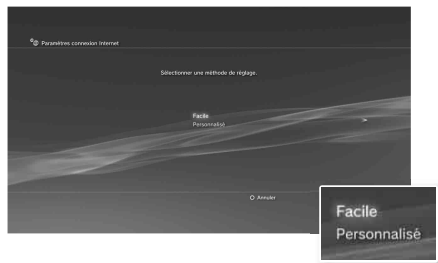 Paramètres connexion Internet
Sélectionner une méthode de réglage.
Facile
Personnalisé
Annuler
Facile
Personnalisé